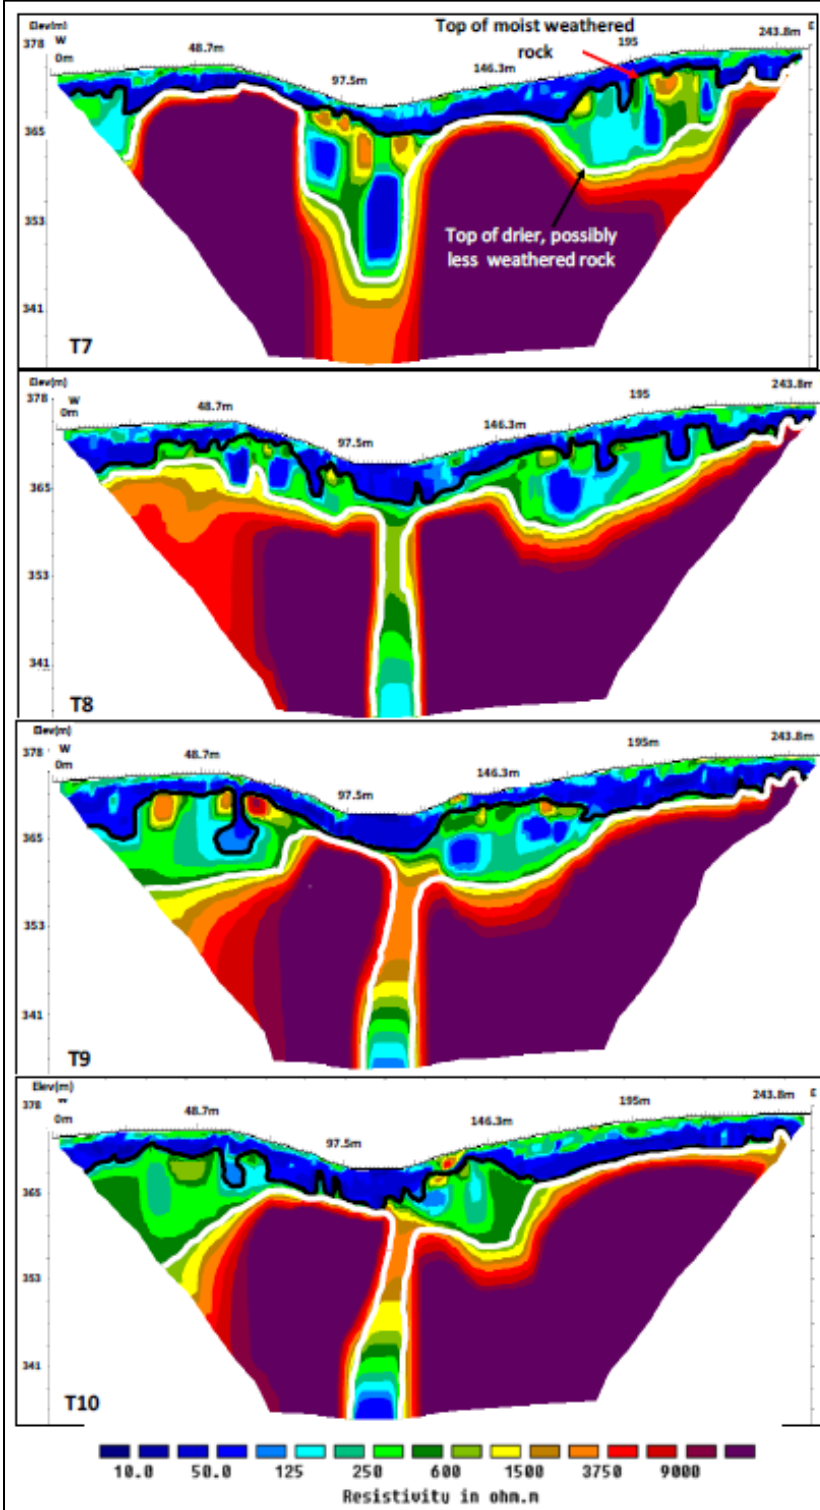 Elev(m)
W
378
0m
48.7m
97.5m
146.3m
Top of moist weathered
rock
195
243.8m
E
365
353
341
Top of drier, possibly
less weathered rock
T7
Elev(m)
378
W
0m
48.7m
97.5m
146.3m
195
243.8m
365
353
341
T8
Elev(m)
378
W
0m
48.7m
97.5m
146.3m
195m
243.8m
E
365
353
341
T9
Elev(m)
378
W
0m
48.7m
97.5m
146.3m
195m
243.8m
E
365
353
341
T10
10.0 50.0 125 250 600 1500 3750 9000
Resistivity in ohm.m